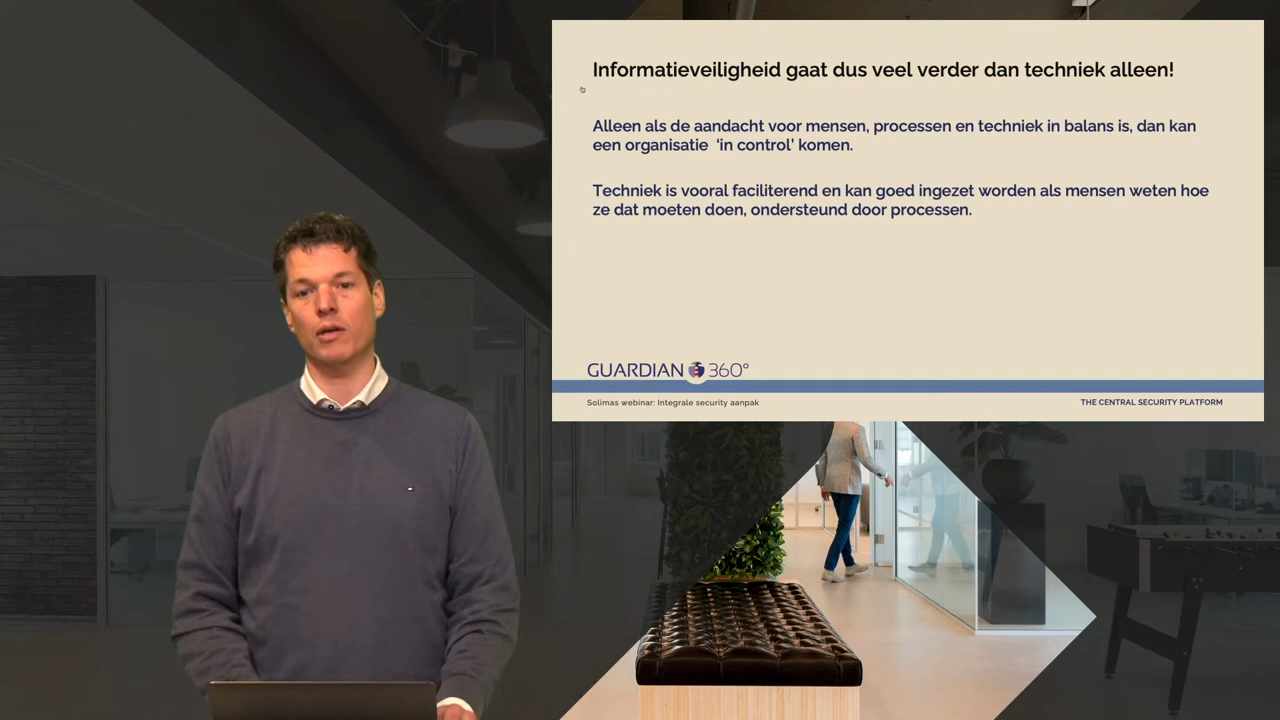 Informatieveiligheid gaat dus veel verder dan techniek alleen!
Alleen als de aandacht voor mensen, processen en techniek in balans is, dan kan
een organisatie ‘in control’ komen.
Techniek is vooral faciliterend en kan goed ingezet worden als mensen weten hoe
ze dat moeten doen, ondersteund door processen.
GUARDIAN 360°
Solimas webinar: Integrale security aanpak
THE CENTRAL SECURITY PLATFORM